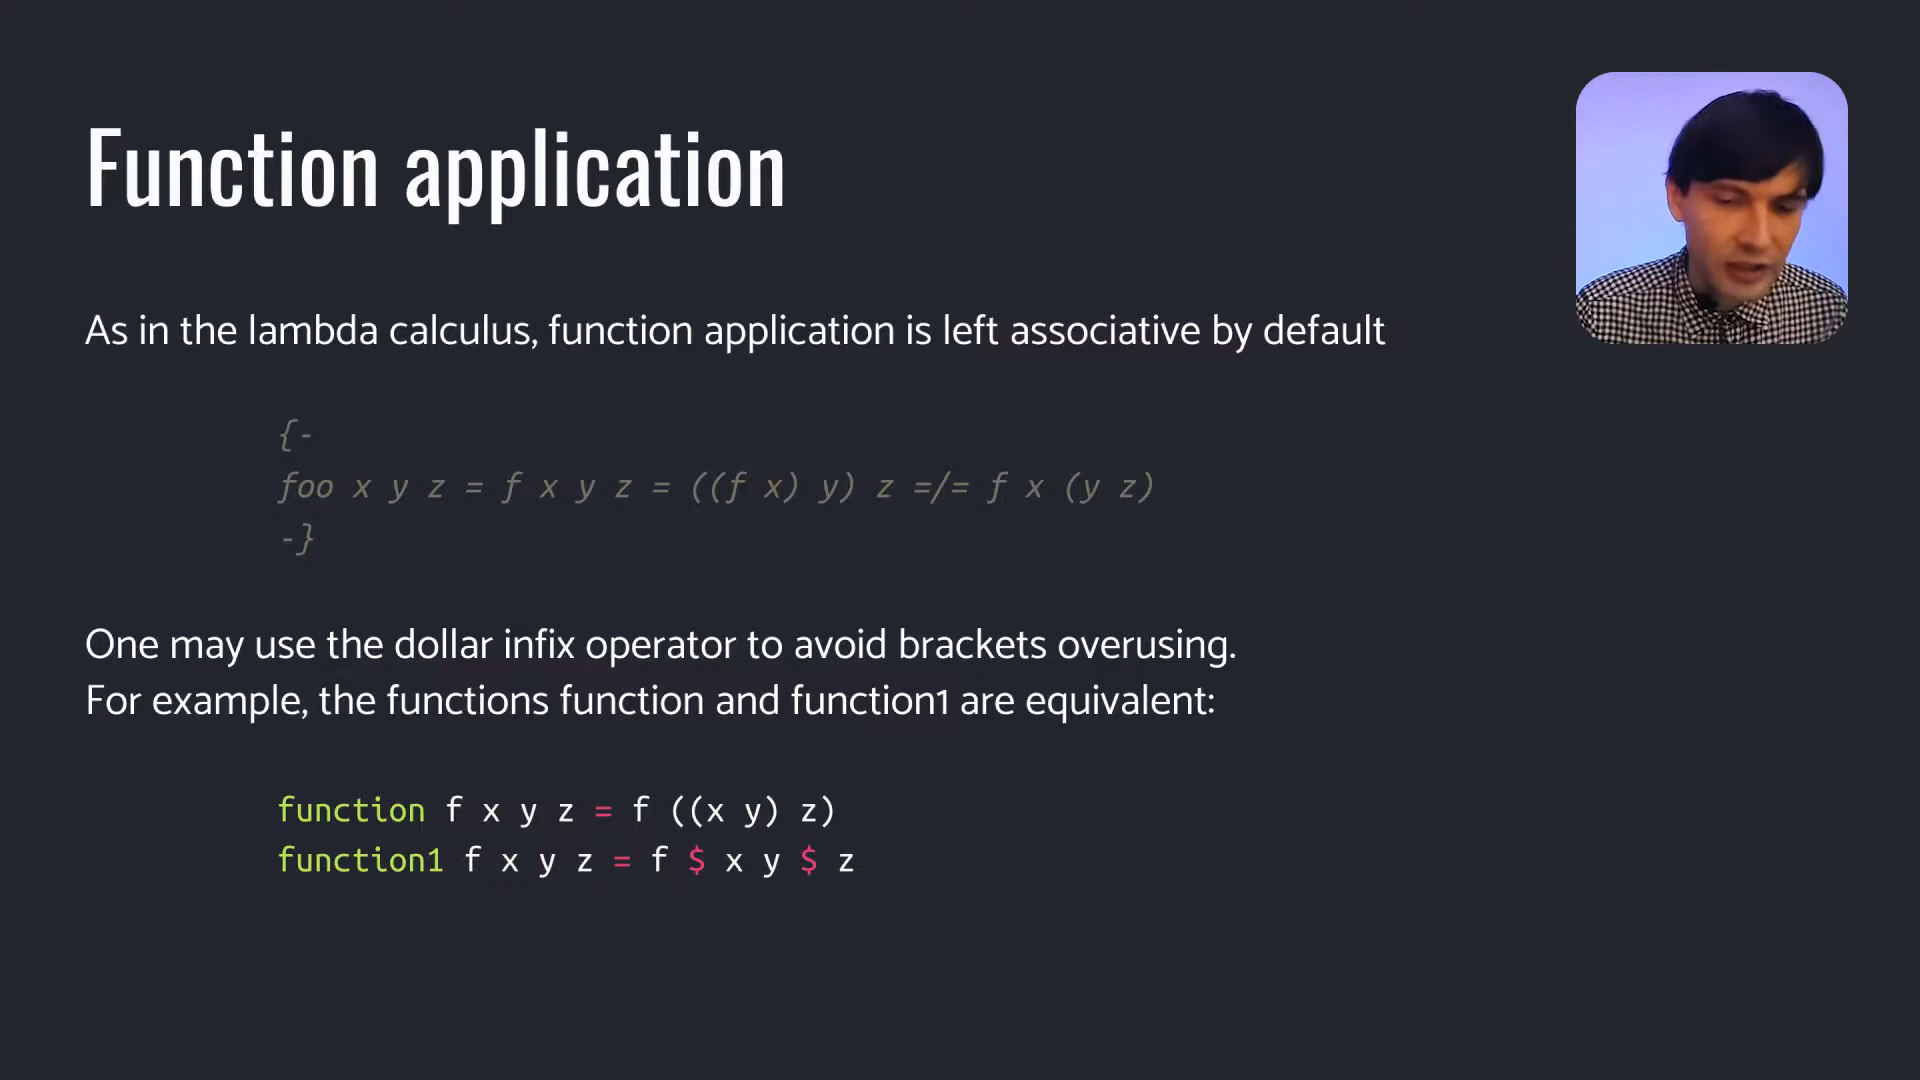 Function application
As in the lambda calculus, function application is left associative by default
{-
foo x y z = f x y z = ((f x) y) z =/= f x (y z)
-}
One may use the dollar infix operator to avoid brackets overusing.
For example, the functions function and function1 are equivalent:
function f x y z = f ((x y) z)
function1 f x y z = f $ x y $ z